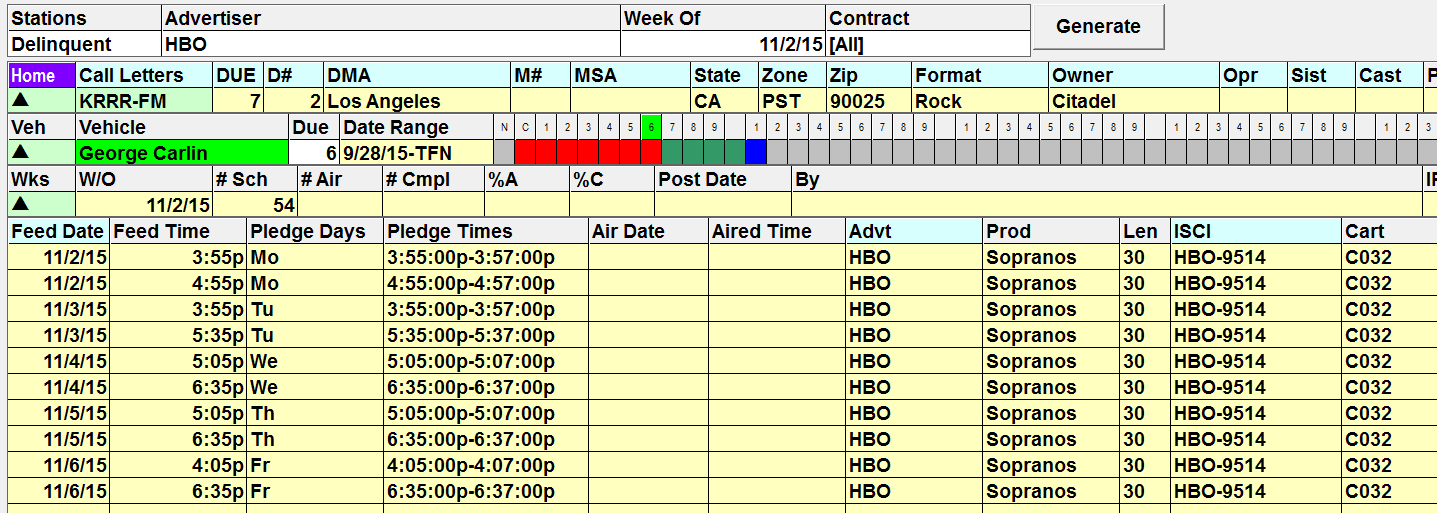 Stations Advertiser Week Of Contract Generate
Delinquent HBO 11/2/15 [All]
Home Call Letters DUE D# DMA M# MSA State Zone Zip Format Owner Opr Sist Cast P
▲ KRRR-FM 7 2 Los Angeles CA PST 90025 Rock Citadel
Veh Vehicle Due Date Range N C 1 2 3 4 5 6 7 8 9 1 2 3 4 5 6 7 8 9 1 2 3 4 5 6 7 8 9 1 2 3 4 5 6 7 8 9 1 2 3
▲ George Carlin 6 9/28/15-TFN
Wks W/O # Sch # Air # Cmpl %A %C Post Date By IF
▲ 11/2/15 54
Feed Date Feed Time Pledge Days Pledge Times Air Date Aired Time Advt Prod Len ISCI Cart
11/2/15 3:55p Mo 3:55:00p-3:57:00p HBO Sopranos 30 HBO-9514 C032
11/2/15 4:55p Mo 4:55:00p-4:57:00p HBO Sopranos 30 HBO-9514 C032
11/3/15 3:55p Tu 3:55:00p-3:57:00p HBO Sopranos 30 HBO-9514 C032
11/3/15 5:35p Tu 5:35:00p-5:37:00p HBO Sopranos 30 HBO-9514 C032
11/4/15 5:05p We 5:05:00p-5:07:00p HBO Sopranos 30 HBO-9514 C032
11/4/15 6:35p We 6:35:00p-6:37:00p HBO Sopranos 30 HBO-9514 C032
11/5/15 5:05p Th 5:05:00p-5:07:00p HBO Sopranos 30 HBO-9514 C032
11/5/15 6:35p Th 6:35:00p-6:37:00p HBO Sopranos 30 HBO-9514 C032
11/6/15 4:05p Fr 4:05:00p-4:07:00p HBO Sopranos 30 HBO-9514 C032
11/6/15 6:35p Fr 6:35:00p-6:37:00p HBO Sopranos 30 HBO-9514 C032